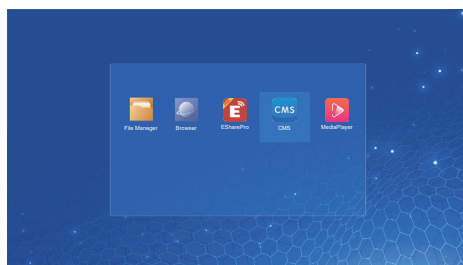 CMS
File Manager
Browser
ESharePro
CMS
MediaPlayer